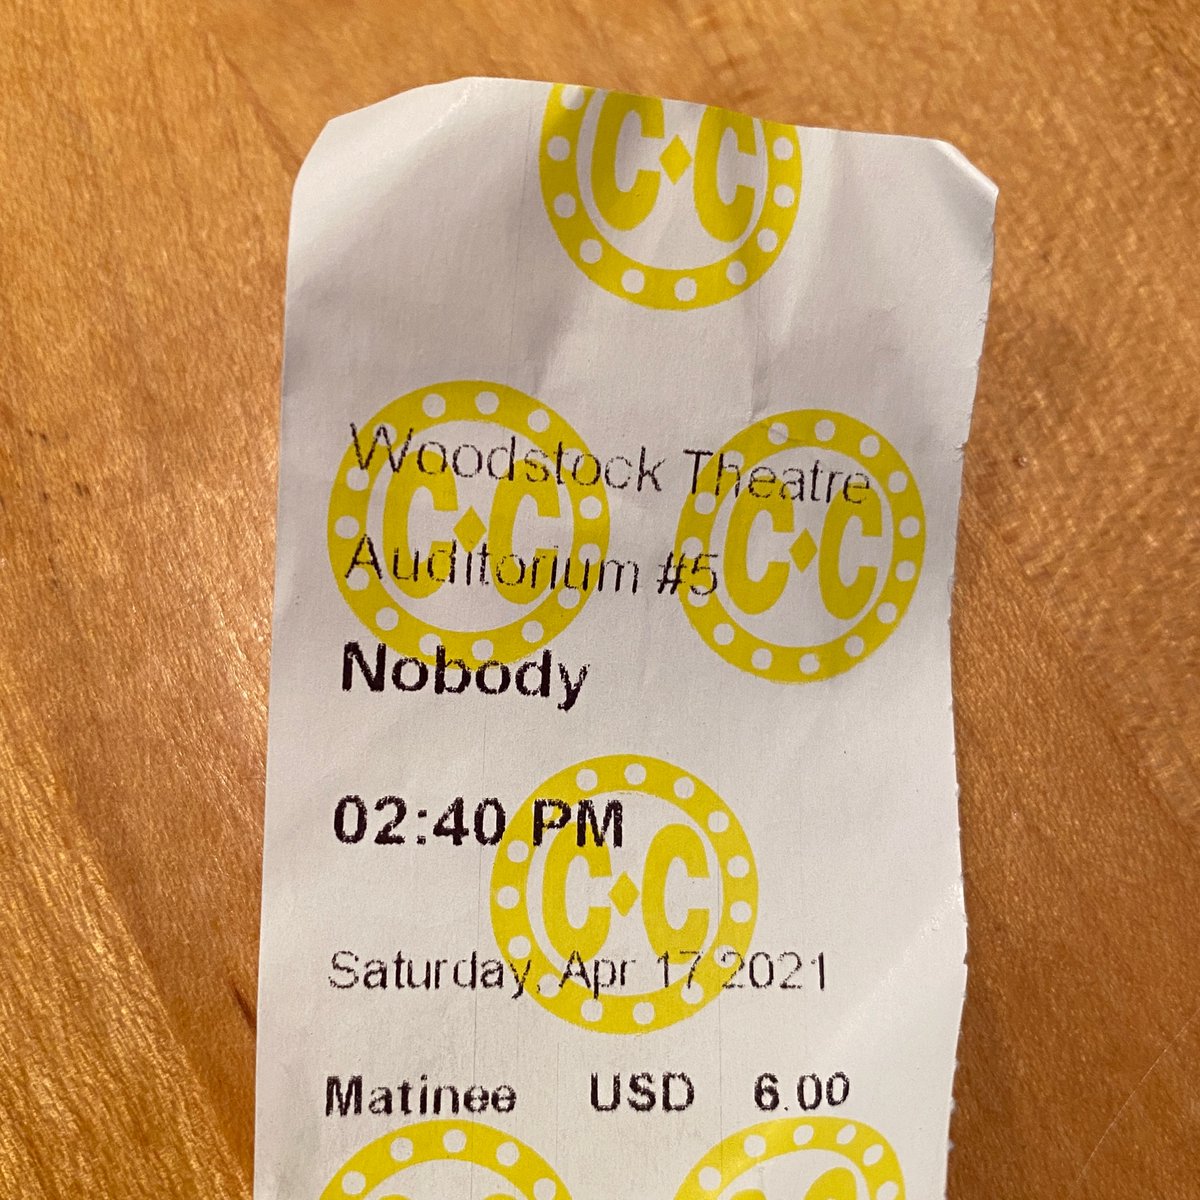 C♦C
Woodstock Theatre
C♦C C♦C
Auditorium #5
Nobody
02:40 PM
C♦C
Saturday, Apr 17 2021
Matinee USD 6.00